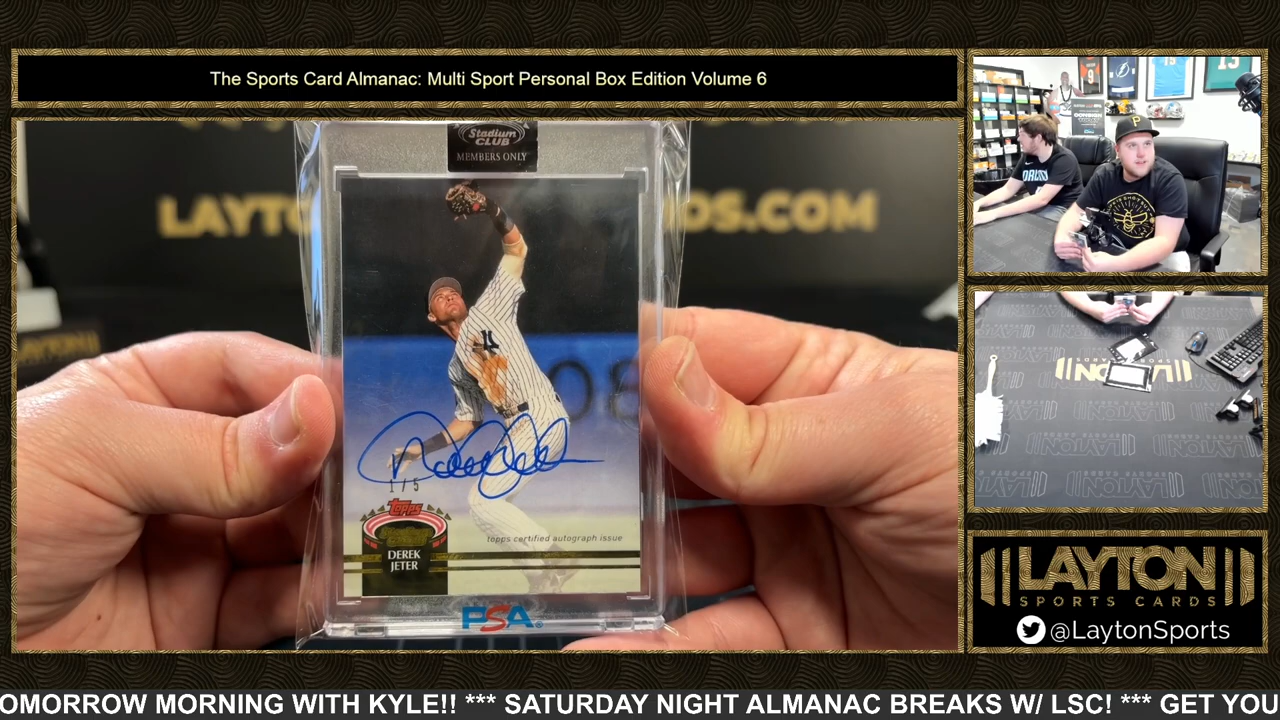 The Sports Card Almanac: Multi Sport Personal Box Edition Volume 6
Stadium
CLUB
MEMBERS ONLY
1/5
Topps
DEREK
JETER
topps certified autograph issue
PSA
LAYTON
SPORTS CARDS
@LaytonSports
OMORROW MORNING WITH KYLE!! *** SATURDAY NIGHT ALMANAC BREAKS W/ LSC! *** GET YOU